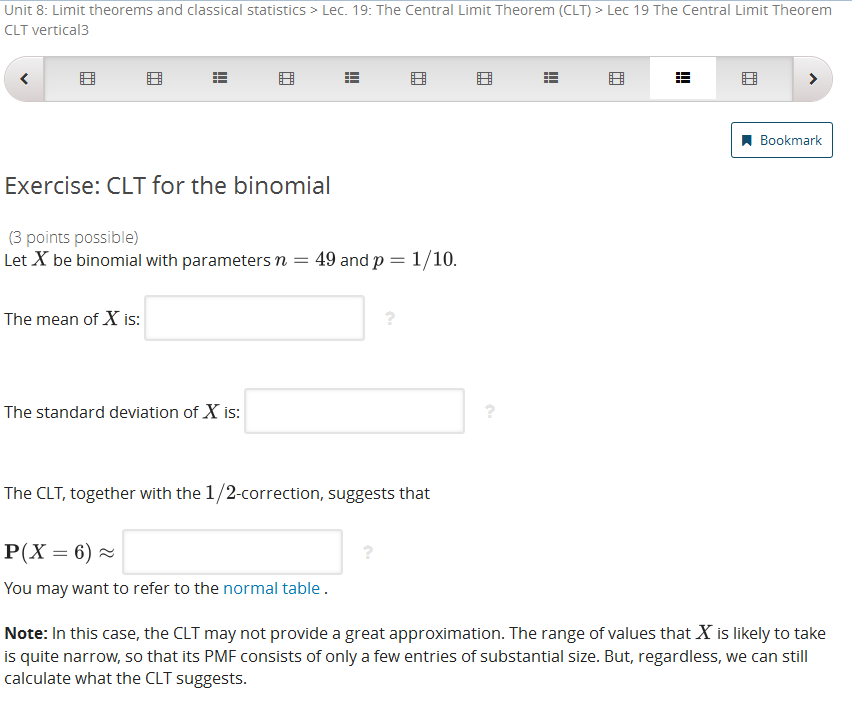 Unit 8: Limit theorems and classical statistics > Lec. 19: The Central Limit Theorem (CLT) > Lec 19 The Central Limit Theorem
CLT vertical3
Bookmark
Exercise: CLT for the binomial
(3 points possible)
Let X be binomial with parameters n = 49 and p = 1/10.
The mean of X is: ?
The standard deviation of X is: ?
The CLT, together with the 1/2-correction, suggests that
P(X = 6) ≈ ?
You may want to refer to the normal table .
Note: In this case, the CLT may not provide a great approximation. The range of values that X is likely to take
is quite narrow, so that its PMF consists of only a few entries of substantial size. But, regardless, we can still
calculate what the CLT suggests.